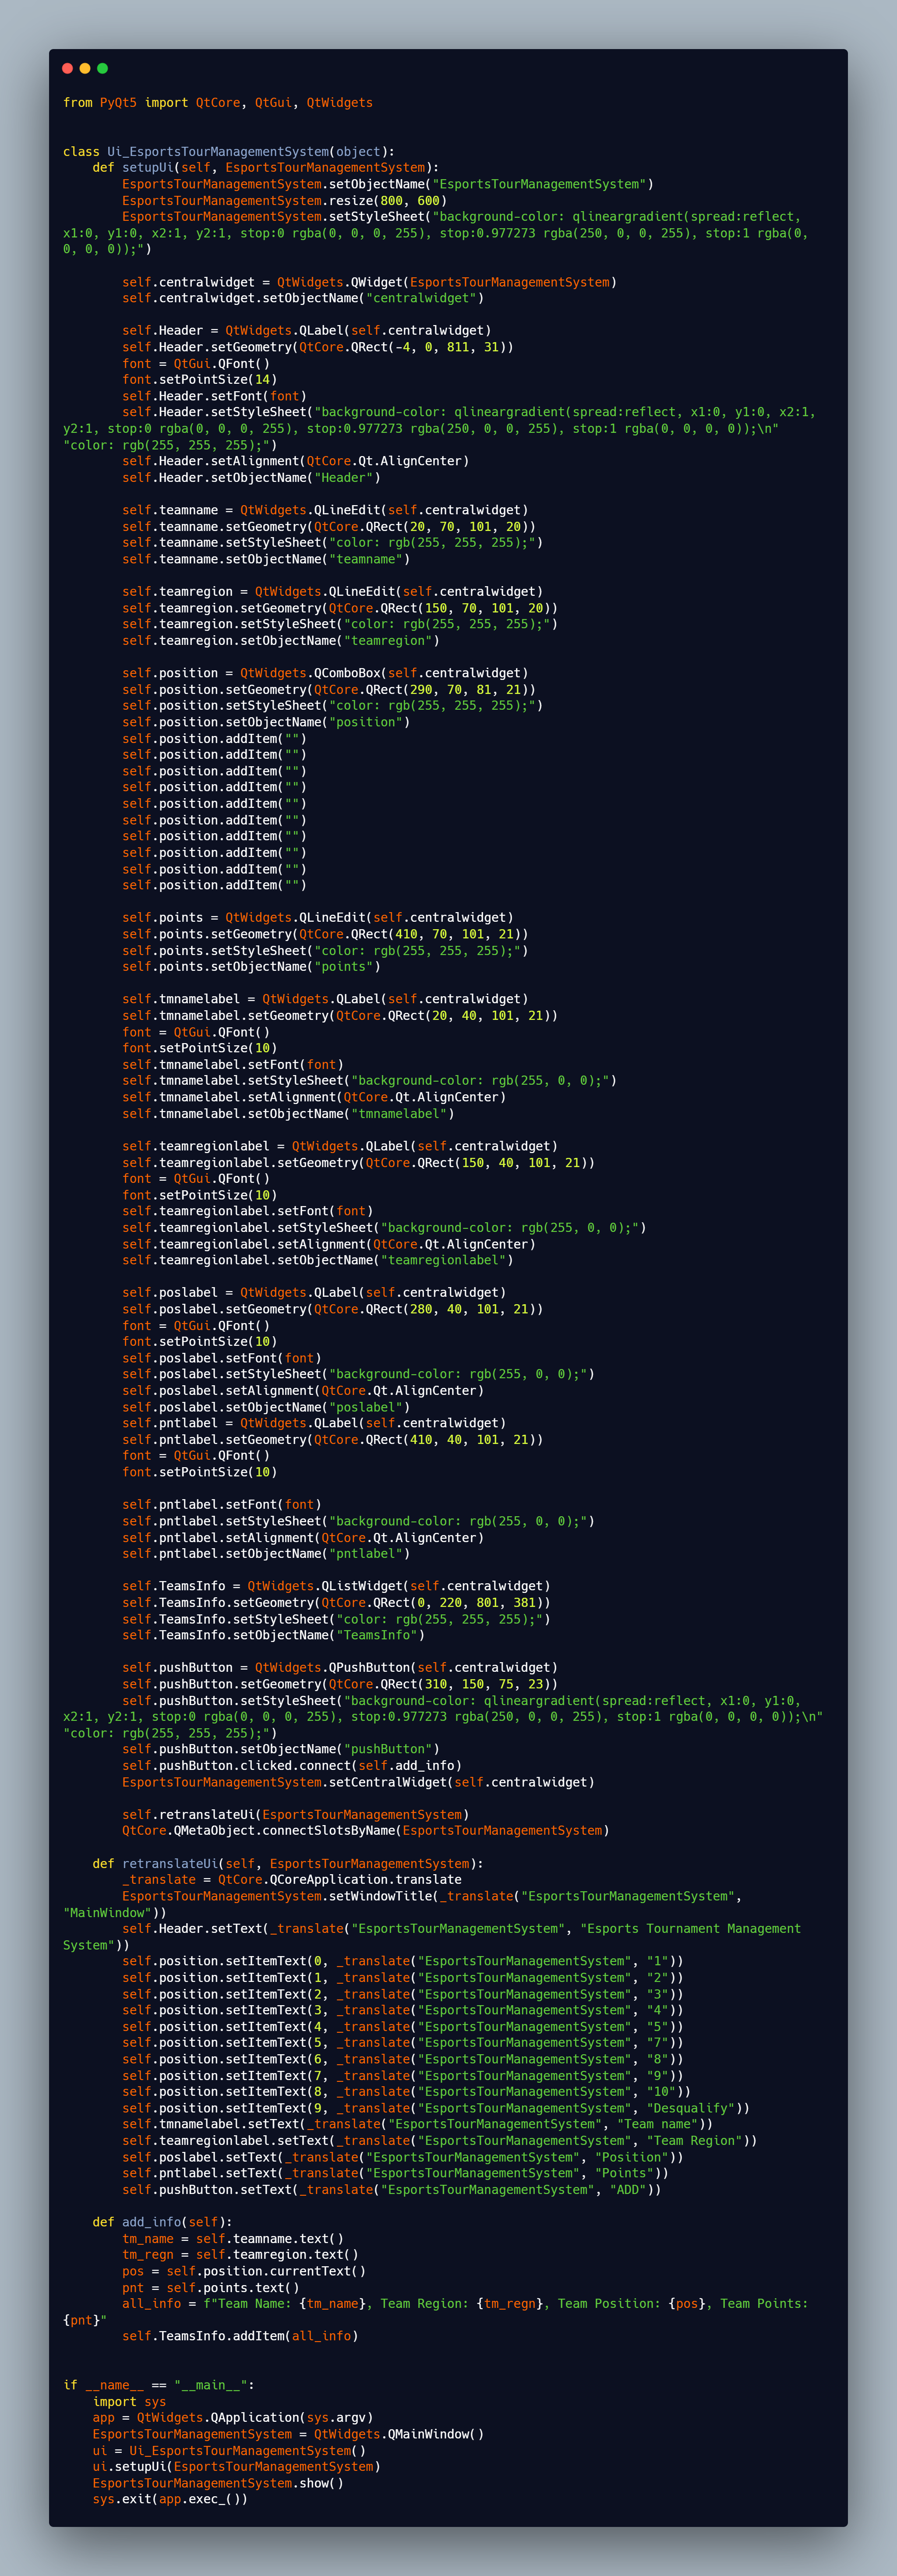 from PyQt5 import QtCore, QtGui, QtWidgets
class Ui_EsportsTourManagementSystem(object):
    def setupUi(self, EsportsTourManagementSystem):
        EsportsTourManagementSystem.setObjectName("EsportsTourManagementSystem")
        EsportsTourManagementSystem.resize(800, 600)
        EsportsTourManagementSystem.setStyleSheet("background-color: qlineargradient(spread:reflect,
x1:0, y1:0, x2:1, y2:1, stop:0 rgba(0, 0, 0, 255), stop:0.977273 rgba(250, 0, 0, 255), stop:1 rgba(0,
0, 0, 0));")
        self.centralwidget = QtWidgets.QWidget(EsportsTourManagementSystem)
        self.centralwidget.setObjectName("centralwidget")
        self.Header = QtWidgets.QLabel(self.centralwidget)
        self.Header.setGeometry(QtCore.QRect(-4, 0, 811, 31))
        font = QtGui.QFont()
        font.setPointSize(14)
        self.Header.setFont(font)
        self.Header.setStyleSheet("background-color: qlineargradient(spread:reflect, x1:0, y1:0, x2:1,
y2:1, stop:0 rgba(0, 0, 0, 255), stop:0.977273 rgba(250, 0, 0, 255), stop:1 rgba(0, 0, 0, 0));\n"
"color: rgb(255, 255, 255);")
        self.Header.setAlignment(QtCore.Qt.AlignCenter)
        self.Header.setObjectName("Header")
        self.teamname = QtWidgets.QLineEdit(self.centralwidget)
        self.teamname.setGeometry(QtCore.QRect(20, 70, 101, 20))
        self.teamname.setStyleSheet("color: rgb(255, 255, 255);")
        self.teamname.setObjectName("teamname")
        self.teamregion = QtWidgets.QLineEdit(self.centralwidget)
        self.teamregion.setGeometry(QtCore.QRect(150, 70, 101, 20))
        self.teamregion.setStyleSheet("color: rgb(255, 255, 255);")
        self.teamregion.setObjectName("teamregion")
        self.position = QtWidgets.QComboBox(self.centralwidget)
        self.position.setGeometry(QtCore.QRect(290, 70, 81, 21))
        self.position.setStyleSheet("color: rgb(255, 255, 255);")
        self.position.setObjectName("position")
        self.position.addItem("")
        self.position.addItem("")
        self.position.addItem("")
        self.position.addItem("")
        self.position.addItem("")
        self.position.addItem("")
        self.position.addItem("")
        self.position.addItem("")
        self.position.addItem("")
        self.position.addItem("")
        self.points = QtWidgets.QLineEdit(self.centralwidget)
        self.points.setGeometry(QtCore.QRect(410, 70, 101, 21))
        self.points.setStyleSheet("color: rgb(255, 255, 255);")
        self.points.setObjectName("points")
        self.tmnamelabel = QtWidgets.QLabel(self.centralwidget)
        self.tmnamelabel.setGeometry(QtCore.QRect(20, 40, 101, 21))
        font = QtGui.QFont()
        font.setPointSize(10)
        self.tmnamelabel.setFont(font)
        self.tmnamelabel.setStyleSheet("background-color: rgb(255, 0, 0);")
        self.tmnamelabel.setAlignment(QtCore.Qt.AlignCenter)
        self.tmnamelabel.setObjectName("tmnamelabel")
        self.teamregionlabel = QtWidgets.QLabel(self.centralwidget)
        self.teamregionlabel.setGeometry(QtCore.QRect(150, 40, 101, 21))
        font = QtGui.QFont()
        font.setPointSize(10)
        self.teamregionlabel.setFont(font)
        self.teamregionlabel.setStyleSheet("background-color: rgb(255, 0, 0);")
        self.teamregionlabel.setAlignment(QtCore.Qt.AlignCenter)
        self.teamregionlabel.setObjectName("teamregionlabel")
        self.poslabel = QtWidgets.QLabel(self.centralwidget)
        self.poslabel.setGeometry(QtCore.QRect(280, 40, 101, 21))
        font = QtGui.QFont()
        font.setPointSize(10)
        self.poslabel.setFont(font)
        self.poslabel.setStyleSheet("background-color: rgb(255, 0, 0);")
        self.poslabel.setAlignment(QtCore.Qt.AlignCenter)
        self.poslabel.setObjectName("poslabel")
        self.pntlabel = QtWidgets.QLabel(self.centralwidget)
        self.pntlabel.setGeometry(QtCore.QRect(410, 40, 101, 21))
        font = QtGui.QFont()
        font.setPointSize(10)
        self.pntlabel.setFont(font)
        self.pntlabel.setStyleSheet("background-color: rgb(255, 0, 0);")
        self.pntlabel.setAlignment(QtCore.Qt.AlignCenter)
        self.pntlabel.setObjectName("pntlabel")
        self.TeamsInfo = QtWidgets.QListWidget(self.centralwidget)
        self.TeamsInfo.setGeometry(QtCore.QRect(0, 220, 801, 381))
        self.TeamsInfo.setStyleSheet("color: rgb(255, 255, 255);")
        self.TeamsInfo.setObjectName("TeamsInfo")
        self.pushButton = QtWidgets.QPushButton(self.centralwidget)
        self.pushButton.setGeometry(QtCore.QRect(310, 150, 75, 23))
        self.pushButton.setStyleSheet("background-color: qlineargradient(spread:reflect, x1:0, y1:0,
x2:1, y2:1, stop:0 rgba(0, 0, 0, 255), stop:0.977273 rgba(250, 0, 0, 255), stop:1 rgba(0, 0, 0, 0));\n"
"color: rgb(255, 255, 255);")
        self.pushButton.setObjectName("pushButton")
        self.pushButton.clicked.connect(self.add_info)
        EsportsTourManagementSystem.setCentralWidget(self.centralwidget)
        self.retranslateUi(EsportsTourManagementSystem)
        QtCore.QMetaObject.connectSlotsByName(EsportsTourManagementSystem)
    def retranslateUi(self, EsportsTourManagementSystem):
        _translate = QtCore.QCoreApplication.translate
        EsportsTourManagementSystem.setWindowTitle(_translate("EsportsTourManagementSystem",
"MainWindow"))
        self.Header.setText(_translate("EsportsTourManagementSystem", "Esports Tournament Management
System"))
        self.position.setItemText(0, _translate("EsportsTourManagementSystem", "1"))
        self.position.setItemText(1, _translate("EsportsTourManagementSystem", "2"))
        self.position.setItemText(2, _translate("EsportsTourManagementSystem", "3"))
        self.position.setItemText(3, _translate("EsportsTourManagementSystem", "4"))
        self.position.setItemText(4, _translate("EsportsTourManagementSystem", "5"))
        self.position.setItemText(5, _translate("EsportsTourManagementSystem", "7"))
        self.position.setItemText(6, _translate("EsportsTourManagementSystem", "8"))
        self.position.setItemText(7, _translate("EsportsTourManagementSystem", "9"))
        self.position.setItemText(8, _translate("EsportsTourManagementSystem", "10"))
        self.position.setItemText(9, _translate("EsportsTourManagementSystem", "Desqualify"))
        self.tmnamelabel.setText(_translate("EsportsTourManagementSystem", "Team name"))
        self.teamregionlabel.setText(_translate("EsportsTourManagementSystem", "Team Region"))
        self.poslabel.setText(_translate("EsportsTourManagementSystem", "Position"))
        self.pntlabel.setText(_translate("EsportsTourManagementSystem", "Points"))
        self.pushButton.setText(_translate("EsportsTourManagementSystem", "ADD"))
    def add_info(self):
        tm_name = self.teamname.text()
        tm_regn = self.teamregion.text()
        pos = self.position.currentText()
        pnt = self.points.text()
        all_info = f"Team Name: {tm_name}, Team Region: {tm_regn}, Team Position: {pos}, Team Points:
{pnt}"
        self.TeamsInfo.addItem(all_info)
if __name__ == "__main__":
    import sys
    app = QtWidgets.QApplication(sys.argv)
    EsportsTourManagementSystem = QtWidgets.QMainWindow()
    ui = Ui_EsportsTourManagementSystem()
    ui.setupUi(EsportsTourManagementSystem)
    EsportsTourManagementSystem.show()
    sys.exit(app.exec_())